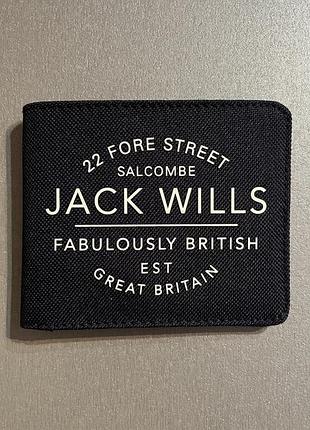 22 FORE STREET
SALCOMBE
JACK WILLS
FABULOUSLY BRITISH
EST
GREAT BRITAIN